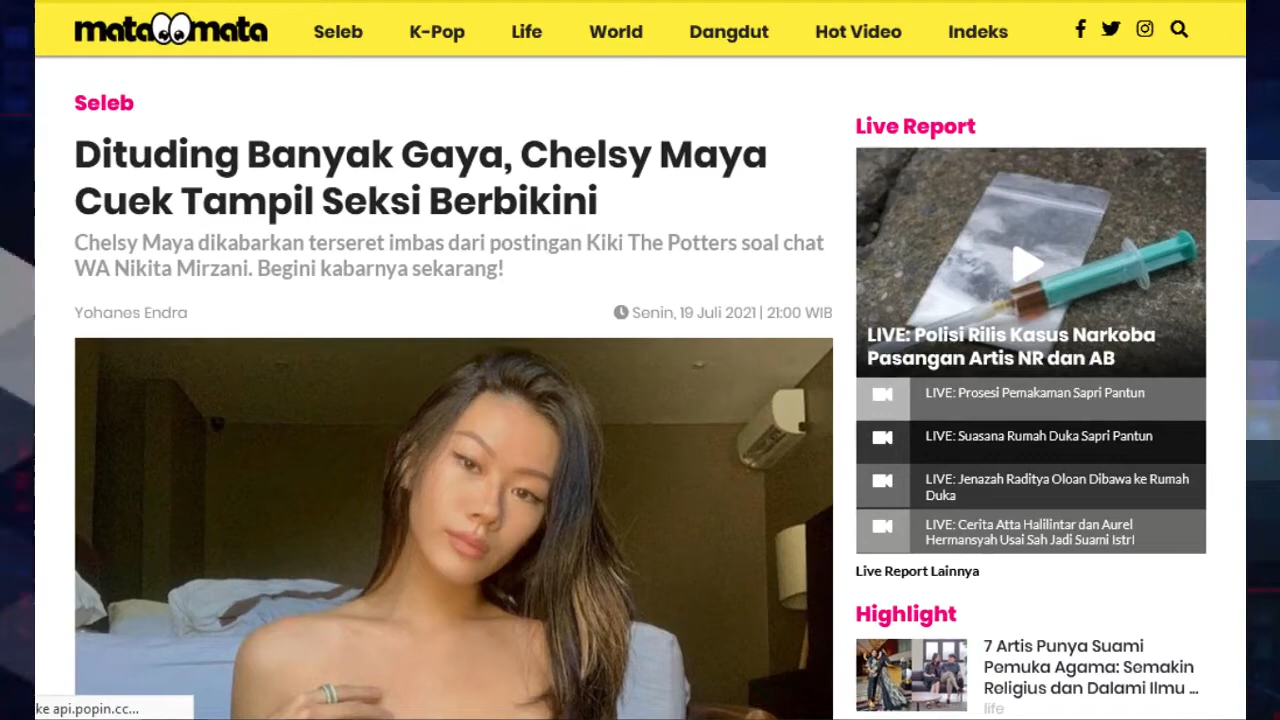 matamata
Seleb
K-Pop
Life
World
Dangdut
Hot Video
Indeks
Seleb
Dituding Banyak Gaya, Chelsy Maya
Cuek Tampil Seksi Berbikini
Chelsy Maya dikabarkan terseret imbas dari postingan Kiki The Potters soal chat
WA Nikita Mirzani. Begini kabarnya sekarang!
Yohanes Endra
Senin, 19 Juli 2021 | 21:00 WIB
ke api.popin.cc...
Live Report
LIVE: Polisi Rilis Kasus Narkoba
Pasangan Artis NR dan AB
LIVE: Prosesi Pemakaman Sapri Pantun
LIVE: Suasana Rumah Duka Sapri Pantun
LIVE: Jenazah Raditya Oloan Dibawa ke Rumah
Duka
LIVE: Cerita Atta Halilintar dan Aurel
Hermansyah Usai Sah Jadi Suami Istri
Live Report Lainnya
Highlight
7 Artis Punya Suami
Pemuka Agama: Semakin
Religius dan Dalami Ilmu ...
life